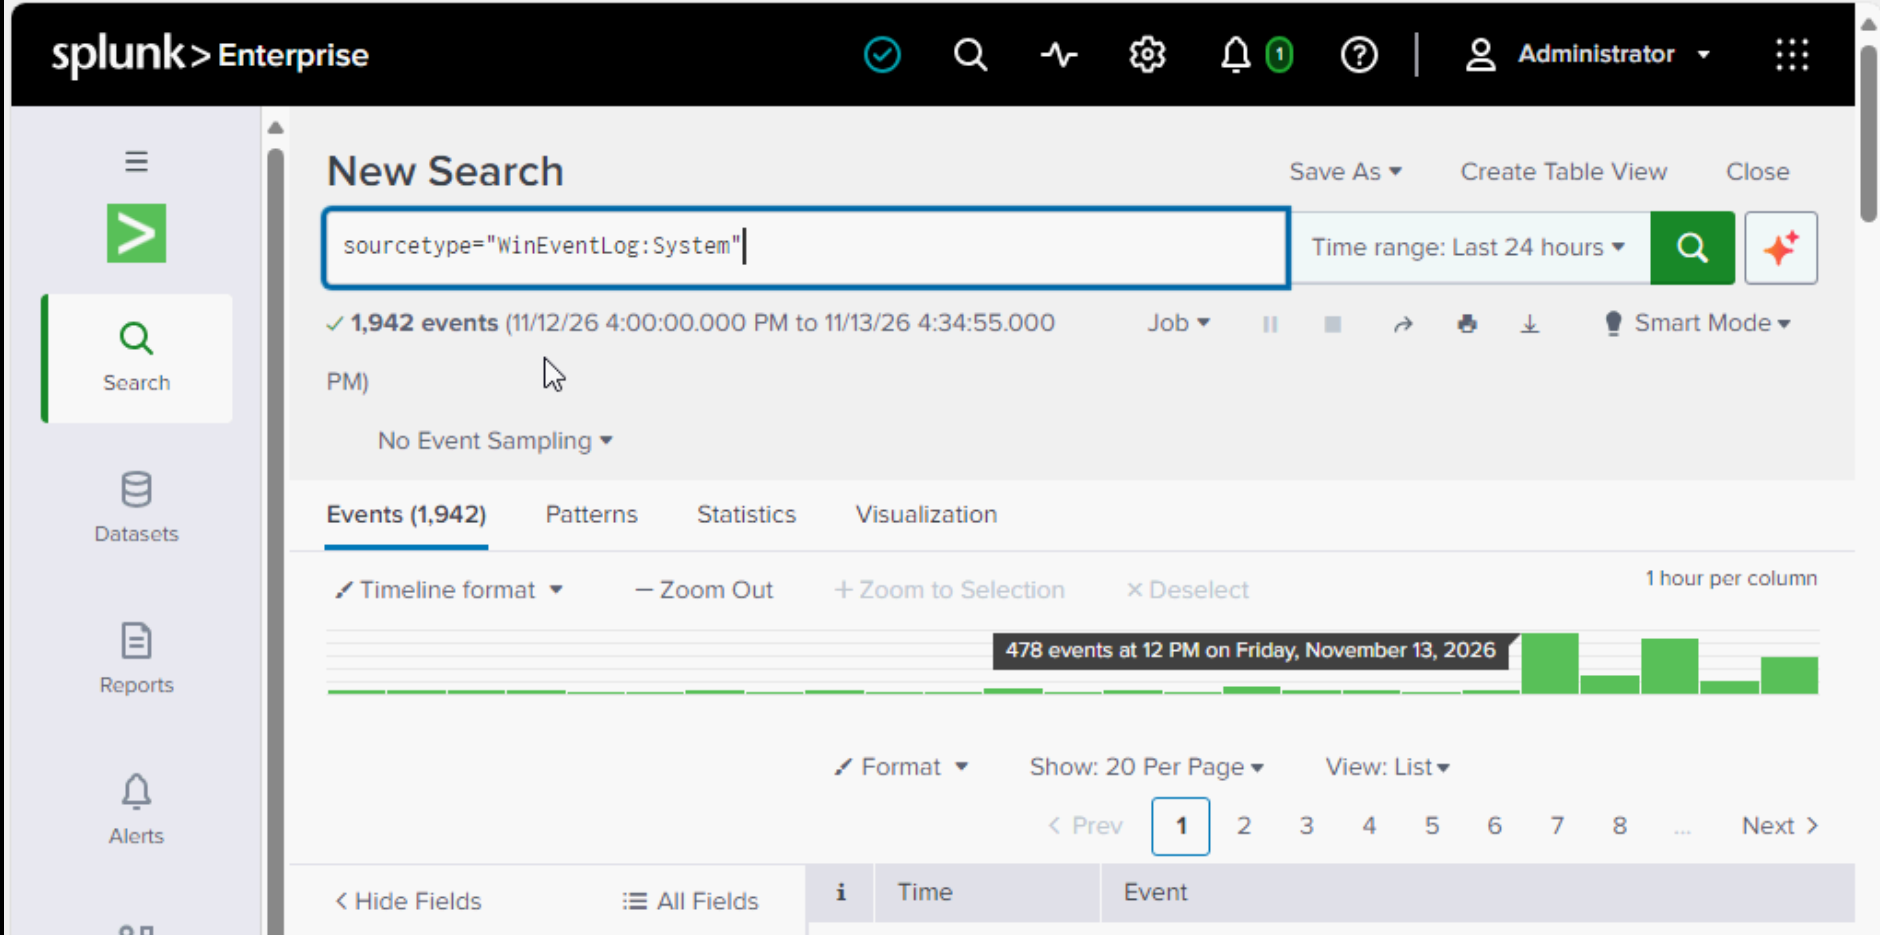 splunk> Enterprise
1
Administrator
New Search
Save As
Create Table View
Close
sourcetype="WinEventLog:System"
Time range: Last 24 hours
1,942 events (11/12/26 4:00:00.000 PM to 11/13/26 4:34:55.000 PM)
Job
Smart Mode
No Event Sampling
Search
Datasets
Reports
Alerts
Events (1,942)
Patterns
Statistics
Visualization
Timeline format
— Zoom Out
+ Zoom to Selection
× Deselect
1 hour per column
478 events at 12 PM on Friday, November 13, 2026
Format
Show: 20 Per Page
View: List
< Prev
1
2
3
4
5
6
7
8
...
Next >
< Hide Fields
All Fields
i
Time
Event